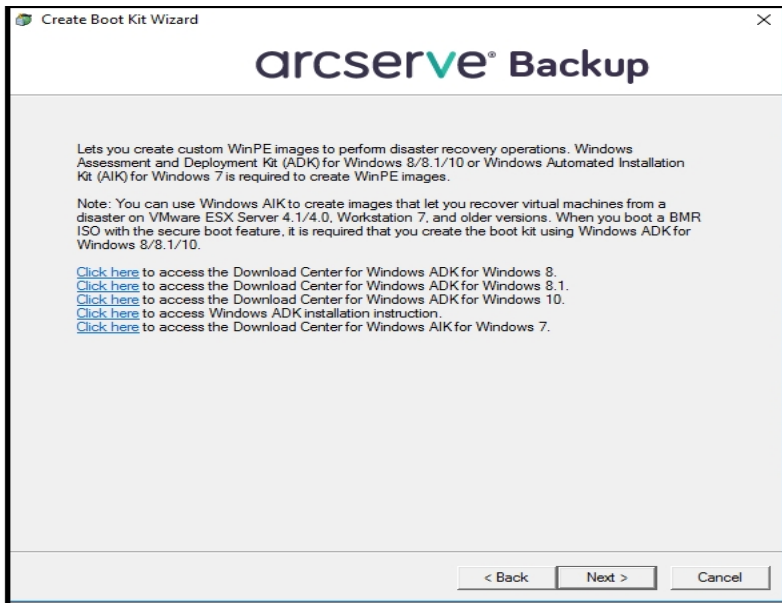 Create Boot Kit Wizard
arcserve® Backup
Lets you create custom WinPE images to perform disaster recovery operations. Windows
Assessment and Deployment Kit (ADK) for Windows 8/8.1/10 or Windows Automated Installation
Kit (AIK) for Windows 7 is required to create WinPE images.
Note: You can use Windows AIK to create images that let you recover virtual machines from a
disaster on VMware ESX Server 4.1/4.0, Workstation 7, and older versions. When you boot a BMR
ISO with the secure boot feature, it is required that you create the boot kit using Windows ADK for
Windows 8/8.1/10.
Click here to access the Download Center for Windows ADK for Windows 8.
Click here to access the Download Center for Windows ADK for Windows 8.1.
Click here to access the Download Center for Windows ADK for Windows 10.
Click here to access Windows ADK installation instruction.
Click here to access the Download Center for Windows AIK for Windows 7.
< Back Next > Cancel